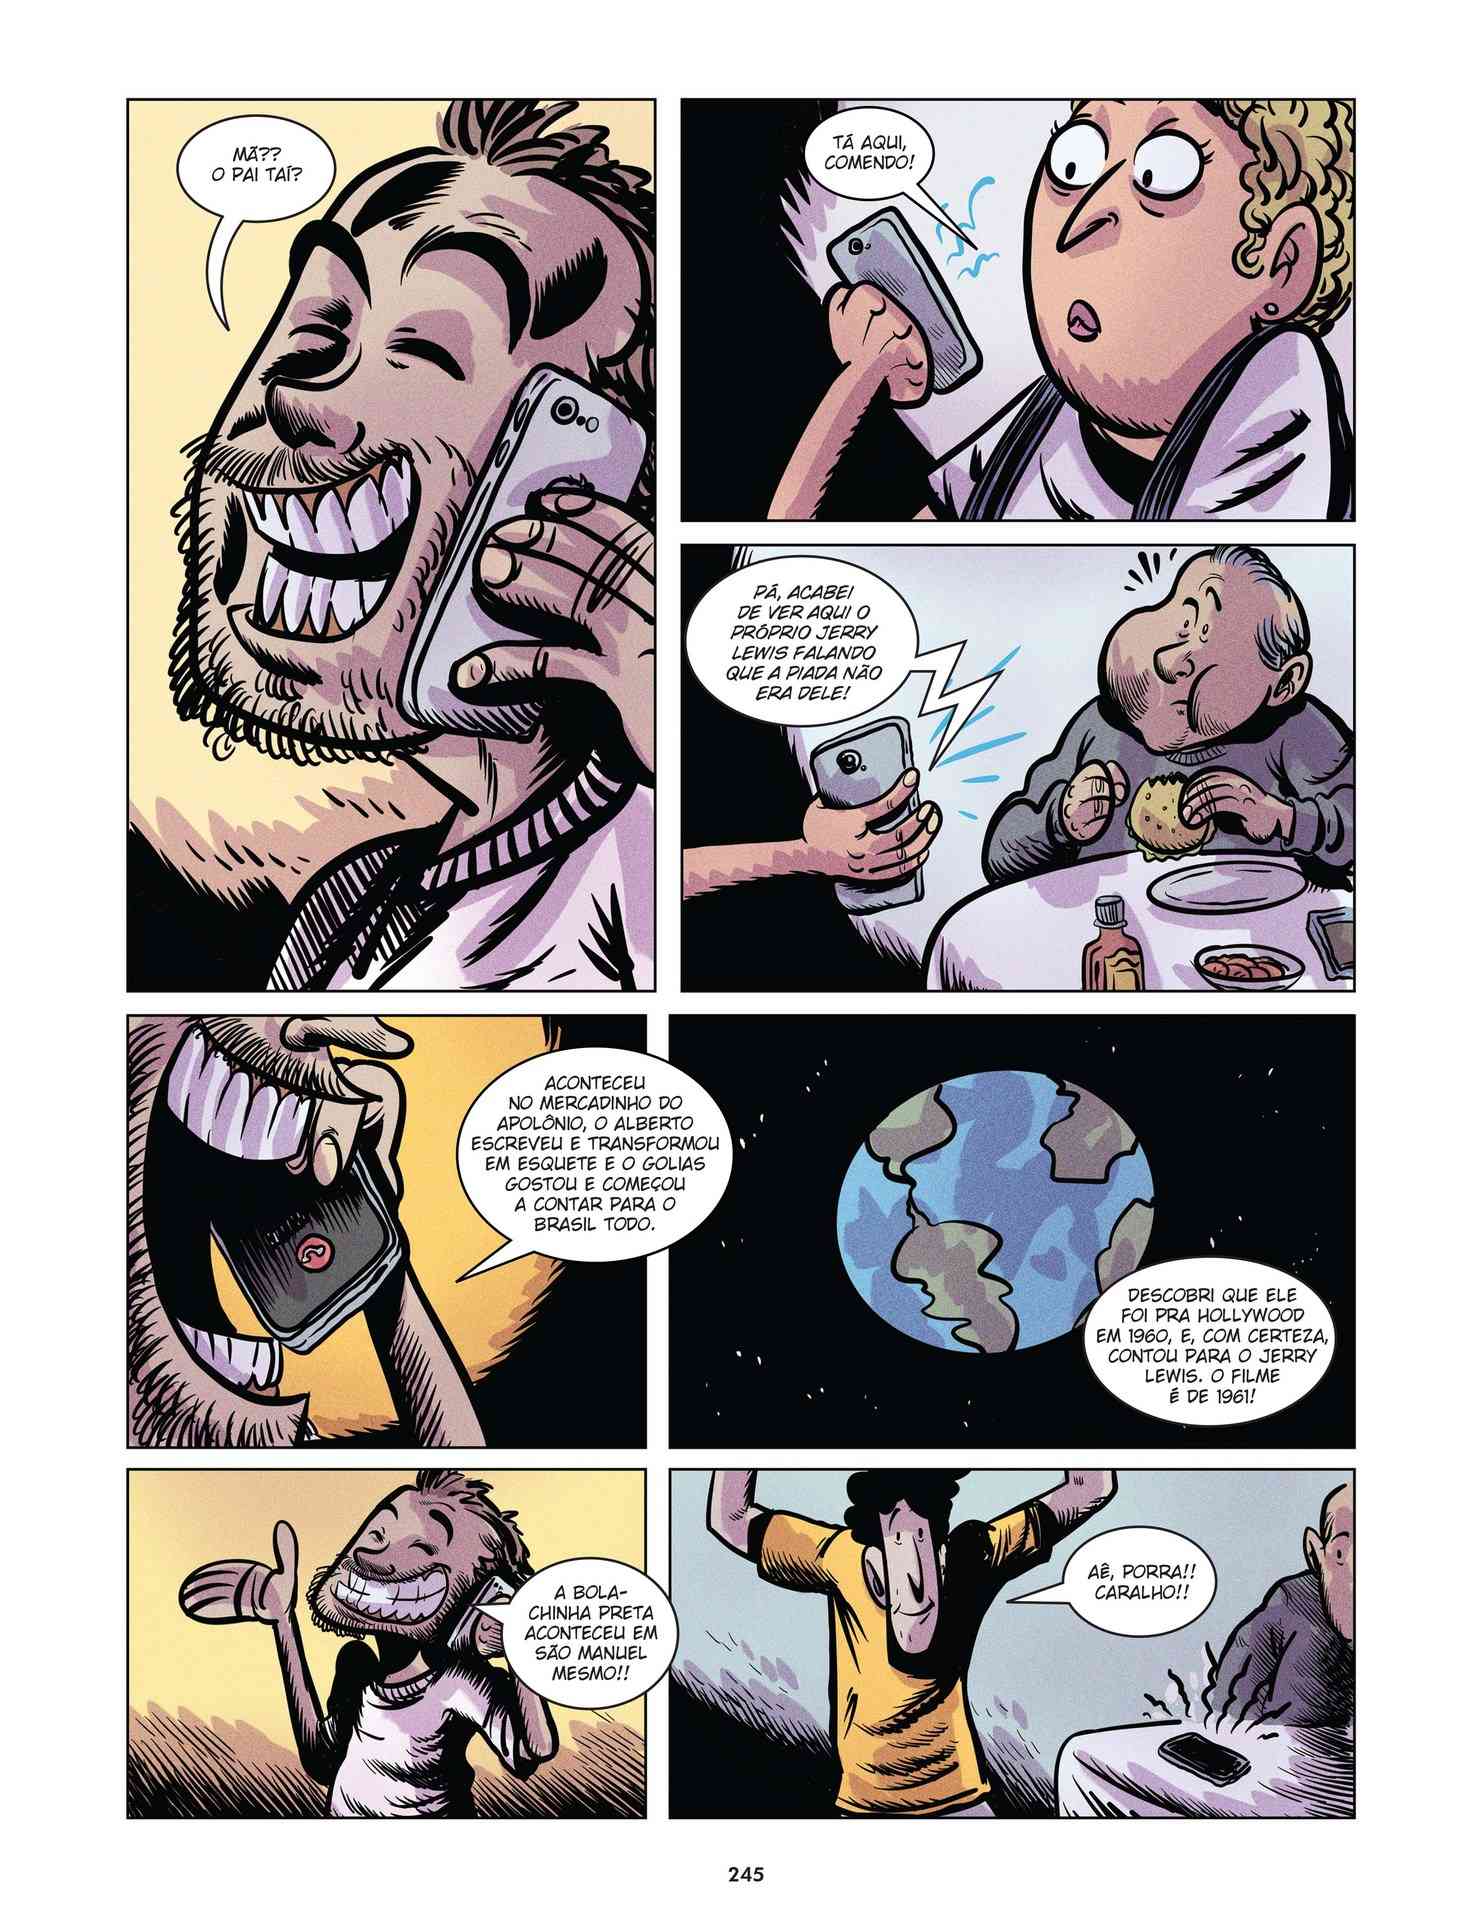 MÃ??
O PAI TAÍ?
TÁ AQUI,
COMENDO!
PÁ, ACABEI
DE VER AQUI O
PRÓPRIO JERRY
LEWIS FALANDO
QUE A PIADA NÃO
ERA DELE!
ACONTECEU
NO MERCADINHO DO
APOLÔNIO, O ALBERTO
ESCREVEU E TRANSFORMOU
EM ESQUETE E O GOLIAS
GOSTOU E COMEÇOU
A CONTAR PARA O
BRASIL TODO.
DESCOBRI QUE ELE
FOI PRA HOLLYWOOD
EM 1960, E, COM CERTEZA,
CONTOU PARA O JERRY
LEWIS. O FILME
É DE 1961!
A BOLA-
CHINHA PRETA
ACONTECEU EM
SÃO MANUEL
MESMO!!
AÊ, PORRA!!
CARALHO!!
245